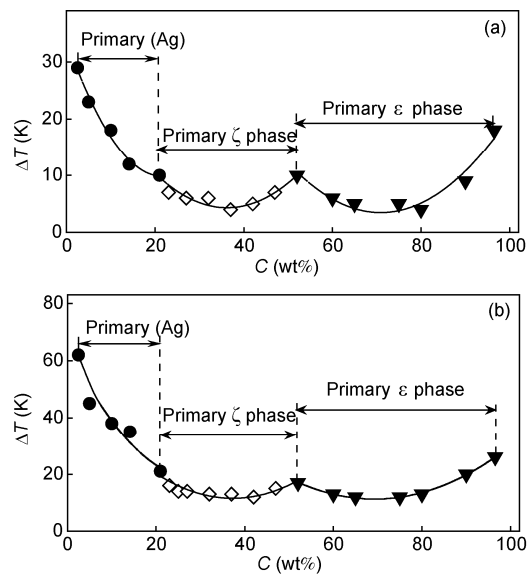 (a)
Primary (Ag)
Primary ε phase
Primary ζ phase
ΔT (K)
30
20
10
0
0 20 40 60 80 100
C (wt%)
(b)
Primary (Ag)
Primary ε phase
Primary ζ phase
ΔT (K)
60
40
20
0
0 20 40 60 80 100
C (wt%)